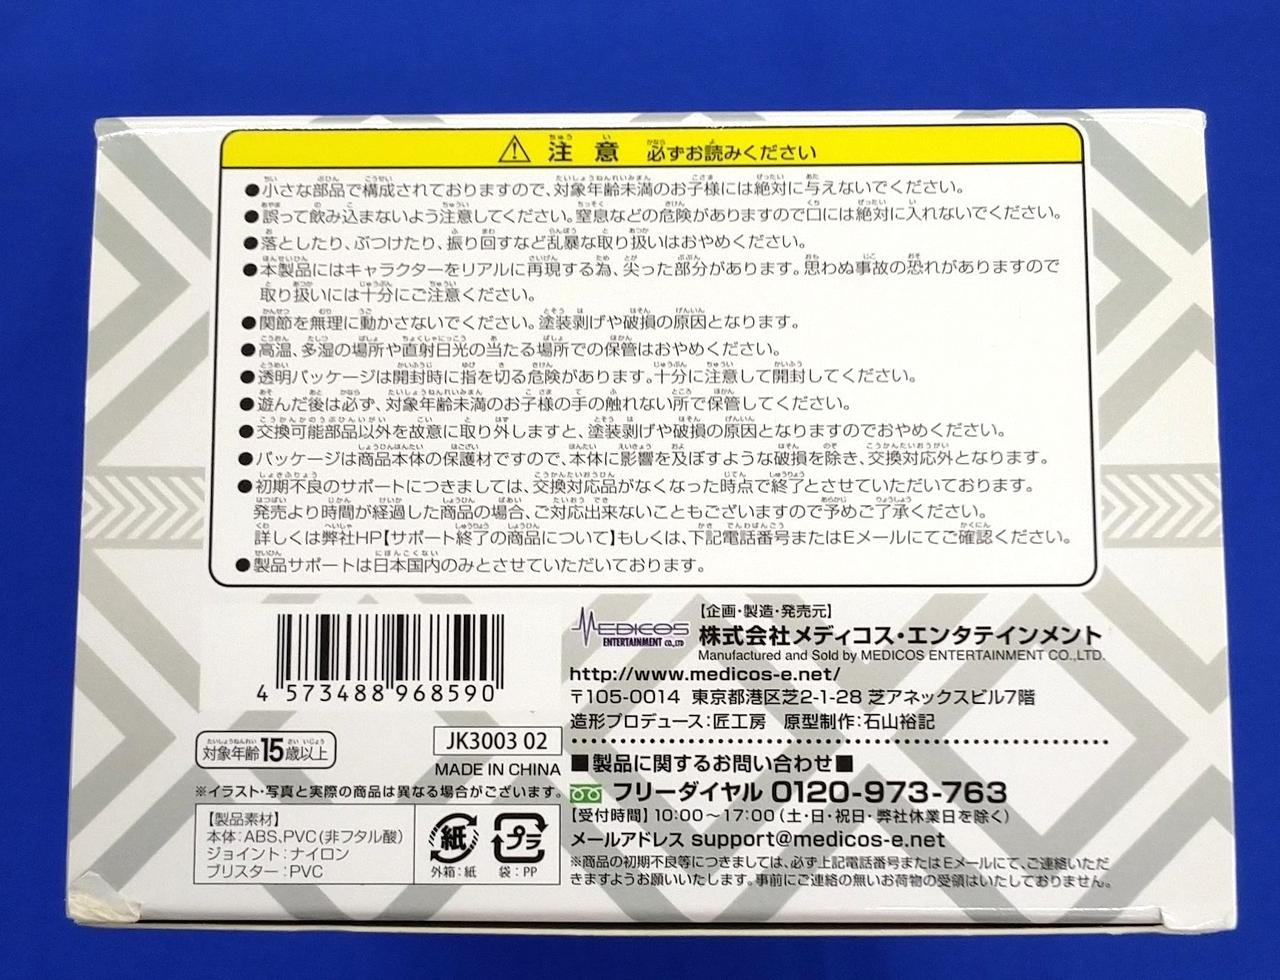 注意 必ずお読みください
●小さな部品で構成されておりますので、対象年齢未満のお子様には絶対に与えないでください。
●誤って飲み込まないよう注意してください。窒息などの危険がありますので口には絶対に入れないでください。
●落としたり、ぶつけたり、振り回すなど乱暴な取り扱いはおやめください。
●本製品にはキャラクターをリアルに再現する為、尖った部分があります。思わぬ事故の恐れがありますので
取り扱いには十分にご注意ください。
●関節を無理に動かさないでください。塗装剥げや破損の原因となります。
●高温、多湿の場所や直射日光の当たる場所での保管はおやめください。
●透明パッケージは開封時に指を切る危険があります。十分に注意して開封してください。
●遊んだ後は必ず、対象年齢未満のお子様の手の触れない所で保管してください。
●交換可能部品以外を故意に取り外しますと、塗装剥げや破損の原因となりますのでおやめください。
●パッケージは商品本体の保護材ですので、本体に影響を及ぼすような破損を除き、交換対応外となります。
●初期不良のサポートにつきましては、交換対応品がなくなった時点で終了とさせていただいております。
発売より時間が経過した商品の場合、ご対応出来ないこともございますので予めご了承ください。
詳しくは弊社HP【サポート終了の商品について】もしくは、下記電話番号またはEメールにてご確認ください。
●製品サポートは日本国内のみとさせていただいております。
4 573488 968590
対象年齢15歳以上
JK3003 02
MADE IN CHINA
※イラスト・写真と実際の商品は異なる場合がございます。
【製品素材】
本体:ABS,PVC(非フタル酸)
ジョイント:ナイロン
ブリスター:PVC
紙
外箱:紙
プラ
袋:PP
MEDICOS
ENTERTAINMENT CO.,LTD
【企画・製造・発売元】
株式会社メディコス・エンタテインメント
Manufactured and Sold by MEDICOS ENTERTAINMENT CO.,LTD.
http://www.medicos-e.net/
〒105-0014 東京都港区芝2-1-28 芝アネックスビル7階
造形プロデュース:匠工房 原型制作:石山裕記
■製品に関するお問い合わせ■
フリーダイヤル 0120-973-763
【受付時間】10:00~17:00(土・日・祝日・弊社休業日を除く)
メールアドレス support@medicos-e.net
※商品の初期不良等につきましては、必ず上記電話番号またはEメールにて、ご連絡いただ
きますようお願いいたします。事前にご連絡の無いお荷物の受領はいたしておりません。